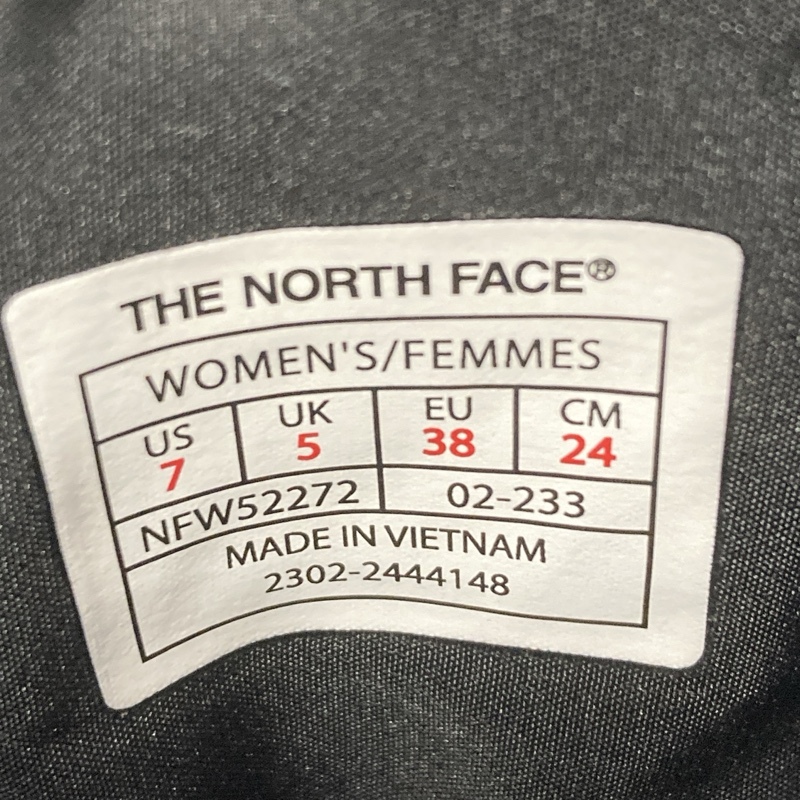 THE NORTH FACE®
WOMEN'S/FEMMES
US UK EU CM
7 5 38 24
NFW52272 02-233
MADE IN VIETNAM
2302-2444148